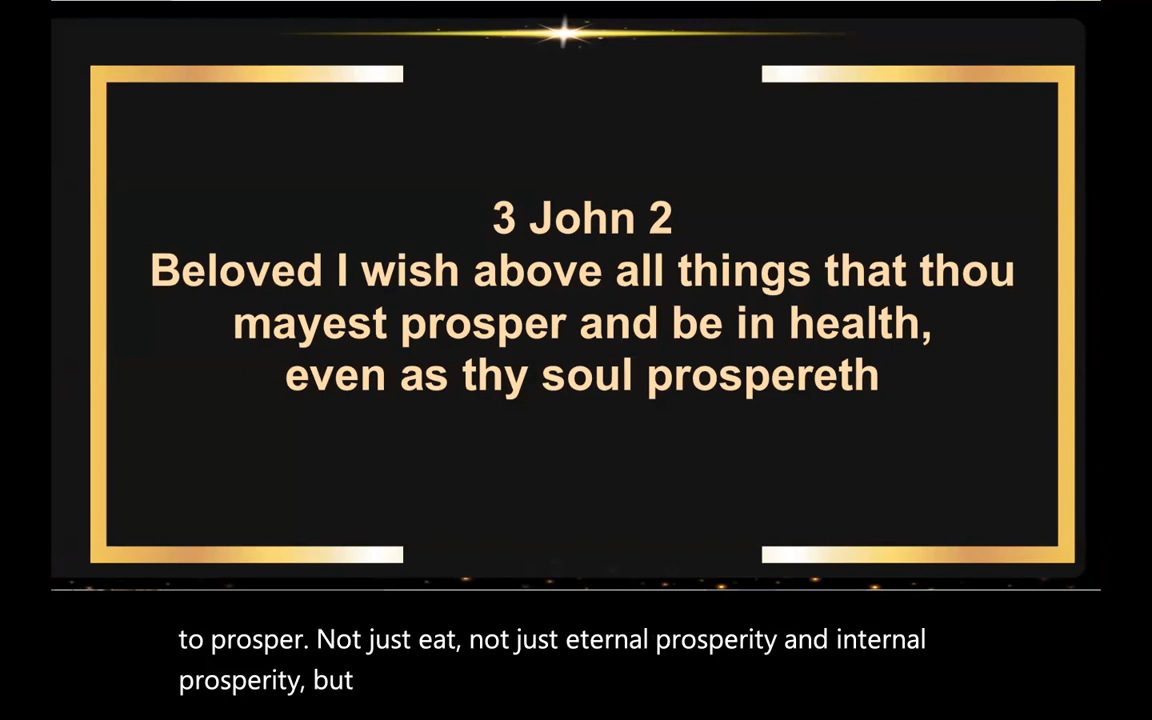 3 John 2
Beloved I wish above all things that thou
mayest prosper and be in health,
even as thy soul prospereth
to prosper. Not just eat, not just eternal prosperity and internal
prosperity, but